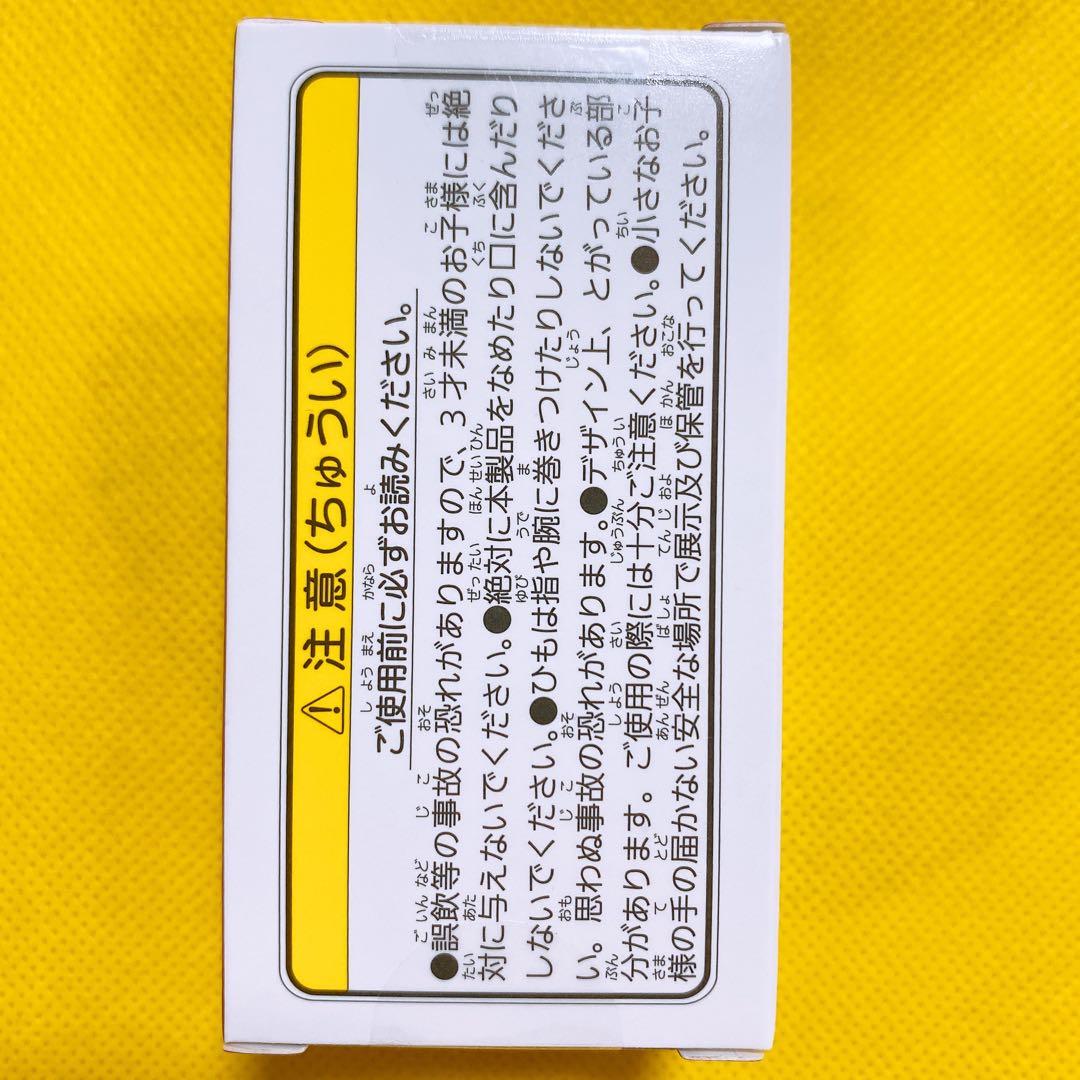 ⚠注意(ちゅうい)
ご使用前に必ずお読みください。
●誤飲等の事故の恐れがありますので、3才未満のお子様には絶
対に与えないでください。●絶対に本製品をなめたり口に含んだり
しないでください。●ひもは指や腕に巻きつけたりしないでくださ
い。思わぬ事故の恐れがあります。●デザイン上、とがっている部
分があります。ご使用の際には十分ご注意ください。●小さなお子
様の手の届かない安全な場所で展示及び保管を行ってください。